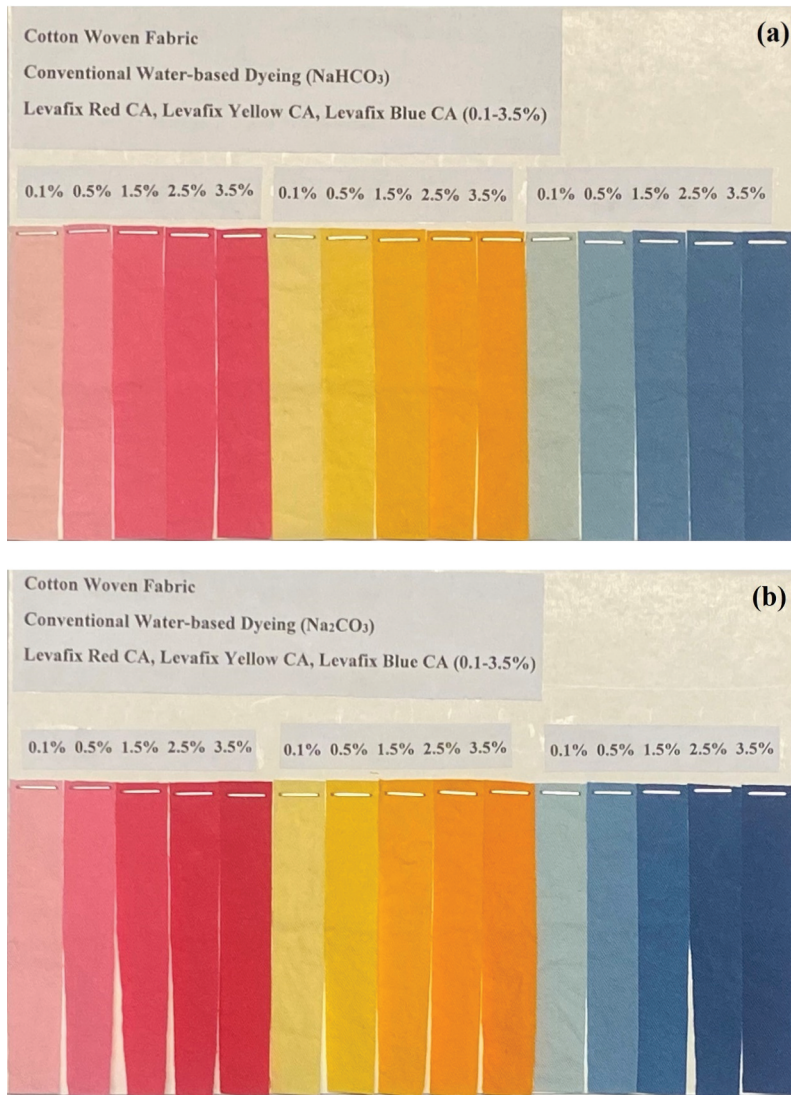 (a)
Cotton Woven Fabric
Conventional Water-based Dyeing (NaHCO₃)
Levafix Red CA, Levafix Yellow CA, Levafix Blue CA (0.1-3.5%)
0.1% 0.5% 1.5% 2.5% 3.5% 0.1% 0.5% 1.5% 2.5% 3.5% 0.1% 0.5% 1.5% 2.5% 3.5%
(b)
Cotton Woven Fabric
Conventional Water-based Dyeing (Na₂CO₃)
Levafix Red CA, Levafix Yellow CA, Levafix Blue CA (0.1-3.5%)
0.1% 0.5% 1.5% 2.5% 3.5% 0.1% 0.5% 1.5% 2.5% 3.5% 0.1% 0.5% 1.5% 2.5% 3.5%